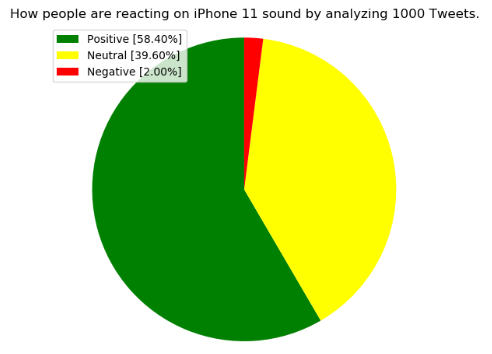 How people are reacting on iPhone 11 sound by analyzing 1000 Tweets.
Positive [58.40%]
Neutral [39.60%]
Negative [2.00%]